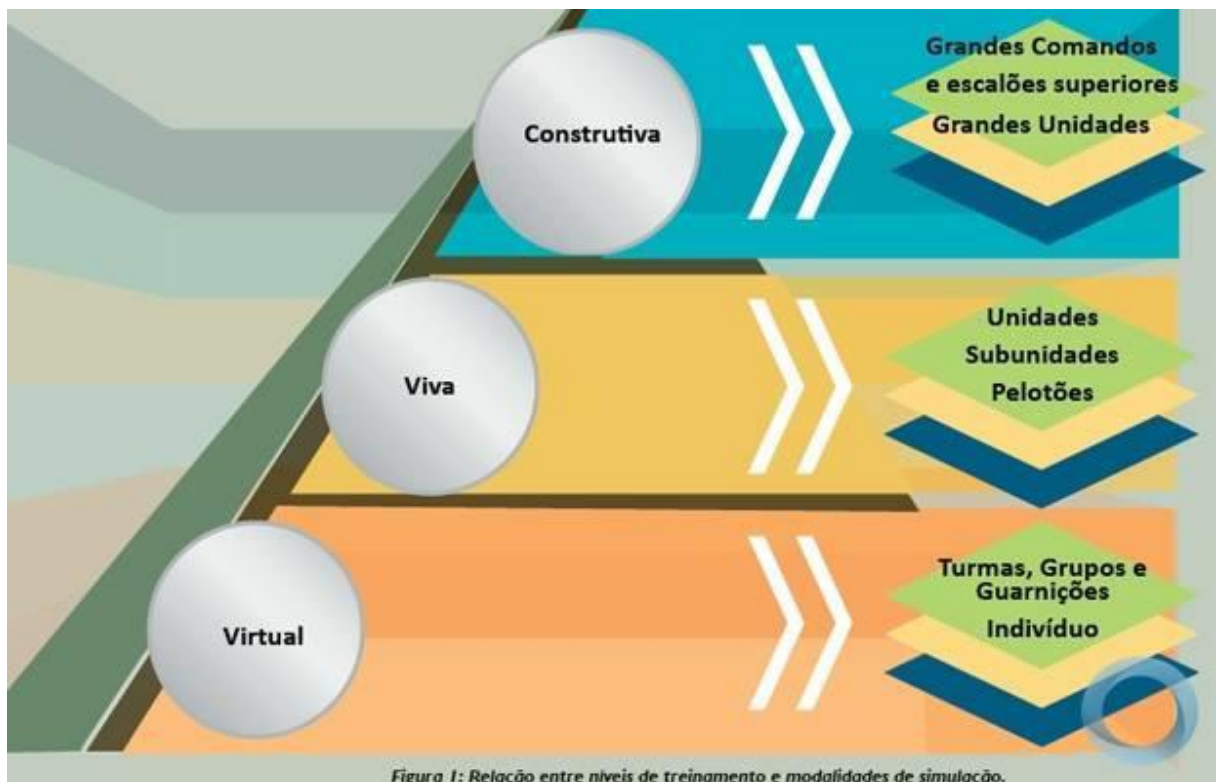 Construtiva
Grandes Comandos
e escalões superiores
Grandes Unidades
Viva
Unidades
Subunidades
Pelotões
Virtual
Turmas, Grupos e
Guarnições
Indivíduo
Figura 1: Relação entre níveis de treinamento e modalidades de simulação.